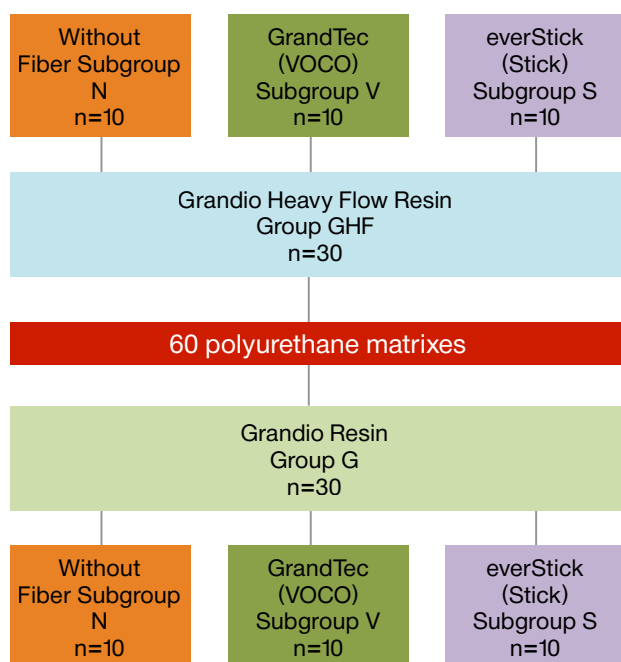 Without
Fiber Subgroup
N
n=10
GrandTec
(VOCO)
Subgroup V
n=10
everStick
(Stick)
Subgroup S
n=10
Grandio Heavy Flow Resin
Group GHF
n=30
60 polyurethane matrixes
Grandio Resin
Group G
n=30
Without
Fiber Subgroup
N
n=10
GrandTec
(VOCO)
Subgroup V
n=10
everStick
(Stick)
Subgroup S
n=10